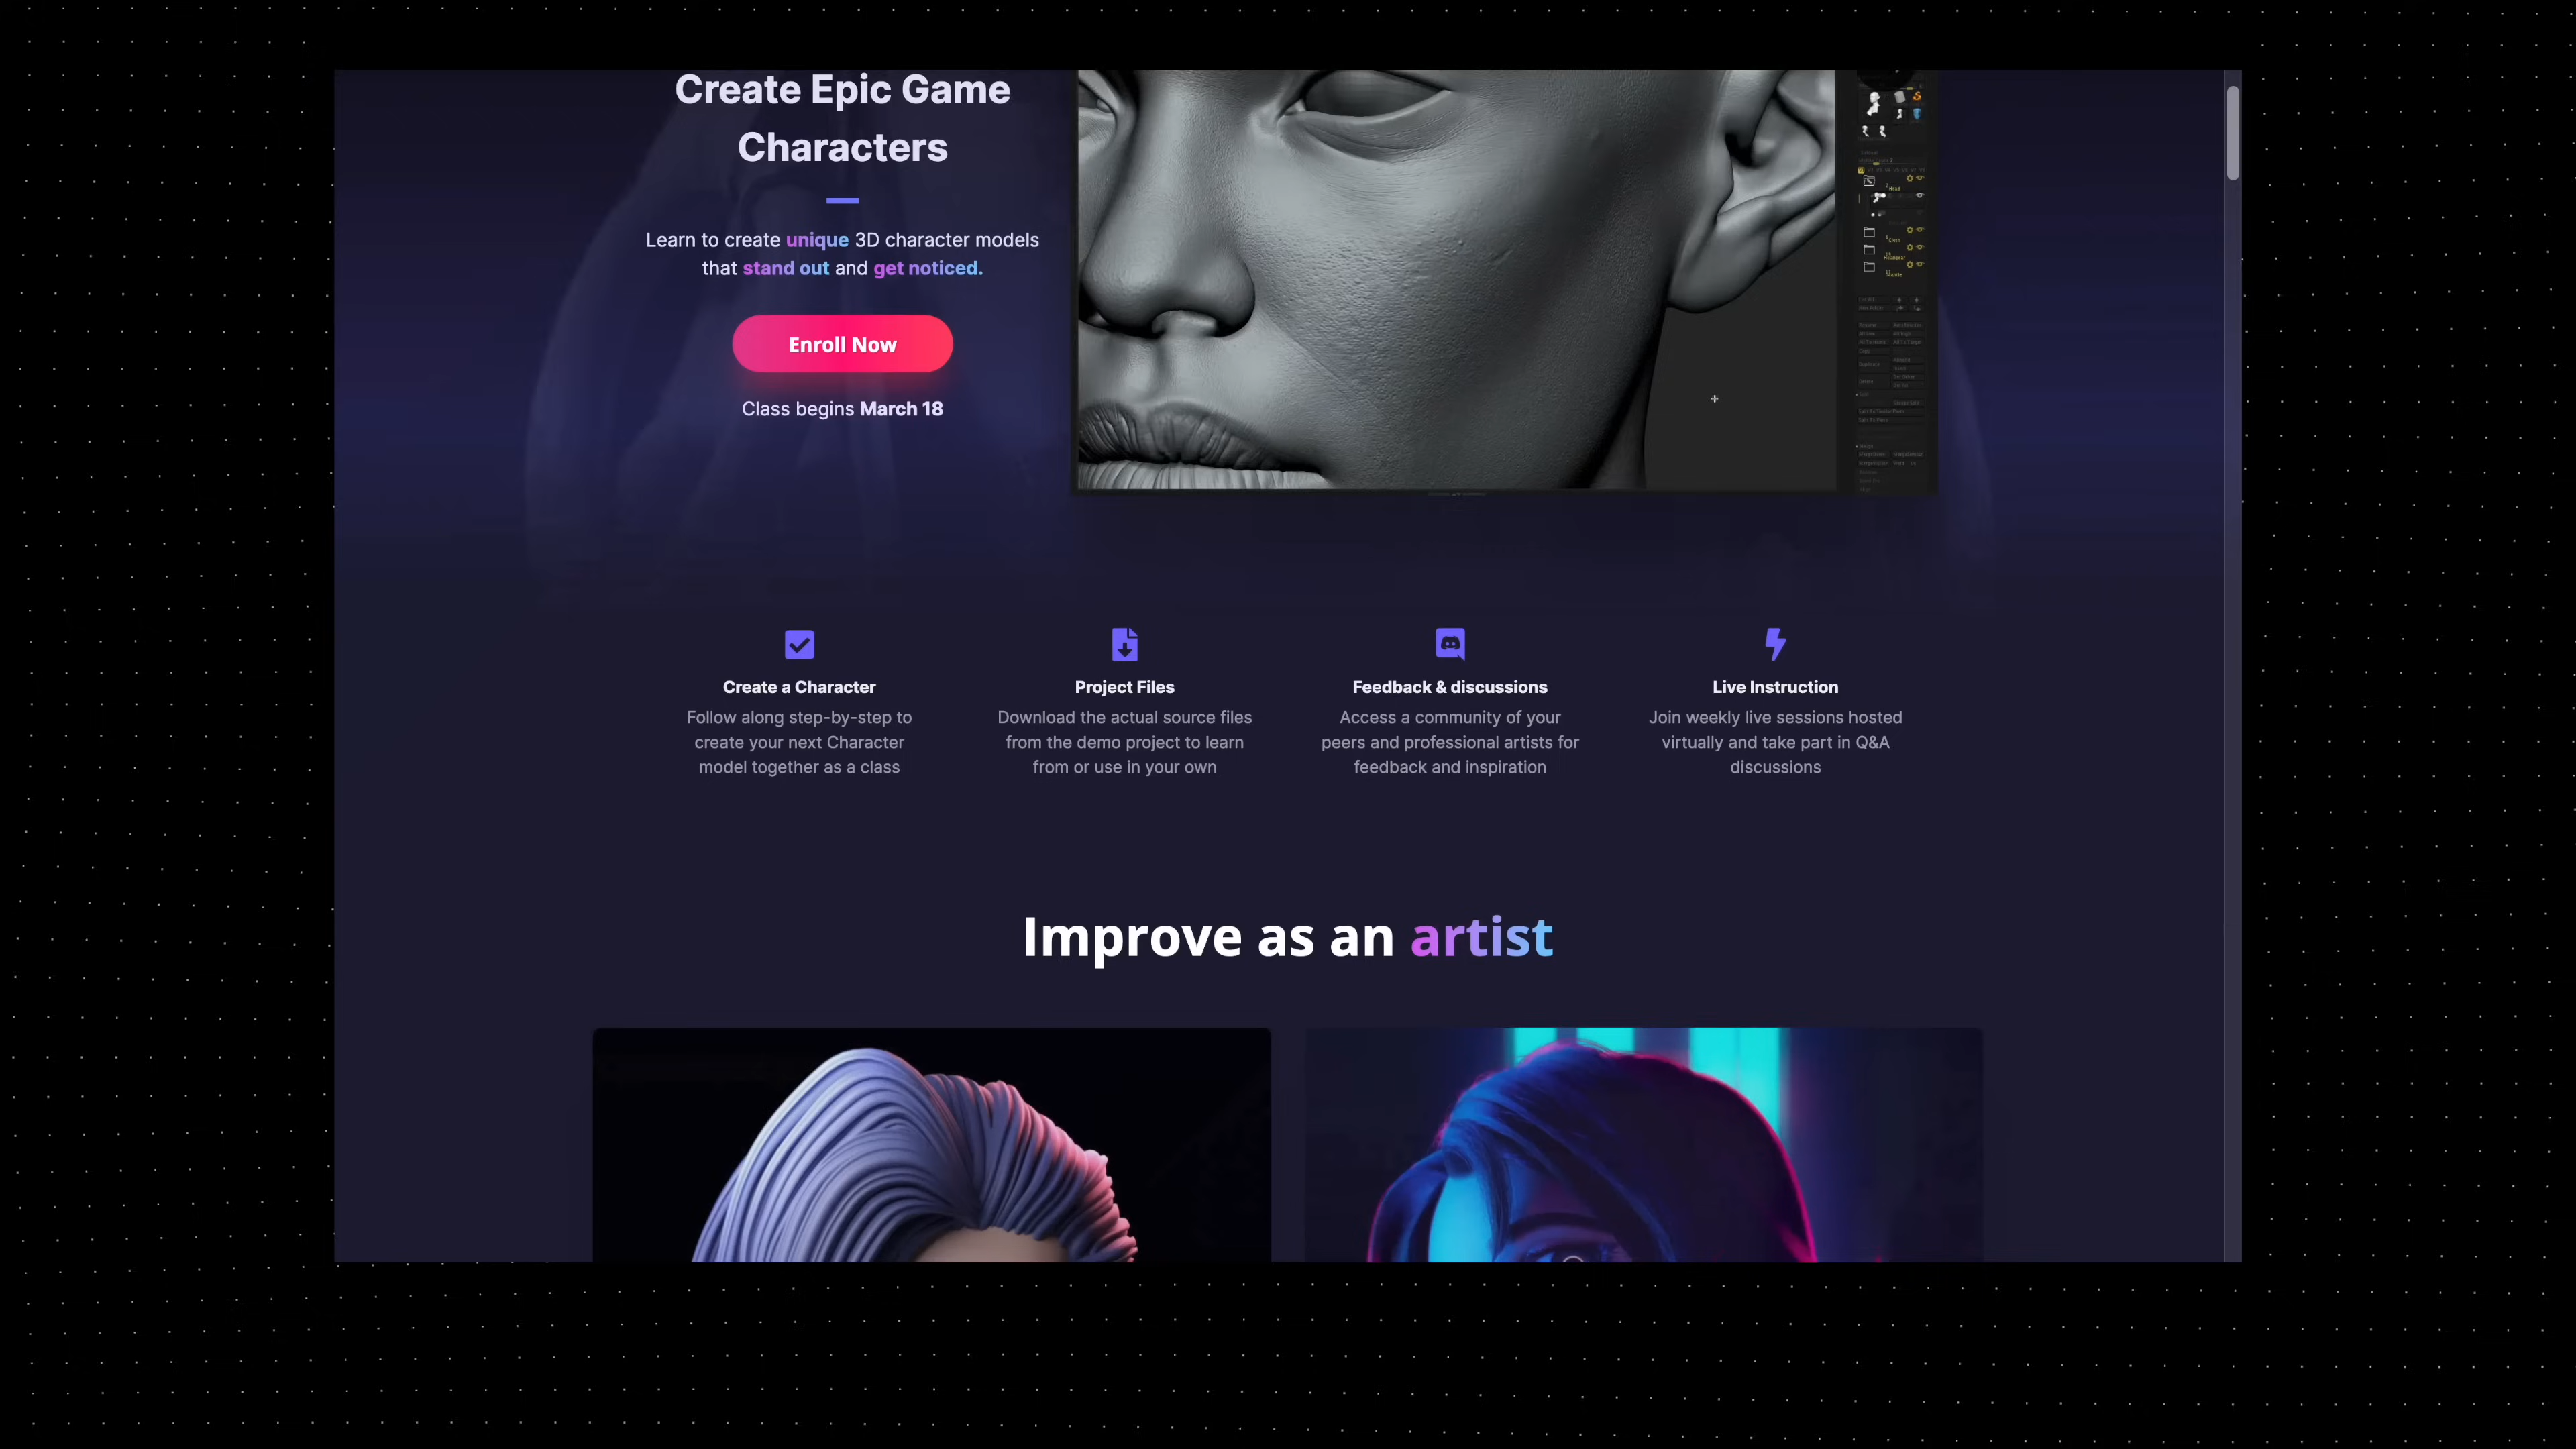 Create Epic Game
Characters
Learn to create unique 3D character models
that stand out and get noticed.
Enroll Now
Class begins March 18
Create a Character
Follow along step-by-step to
create your next Character
model together as a class
Project Files
Download the actual source files
from the demo project to learn
from or use in your own
Feedback & discussions
Access a community of your
peers and professional artists for
feedback and inspiration
Live Instruction
Join weekly live sessions hosted
virtually and take part in Q&A
discussions
Improve as an artist